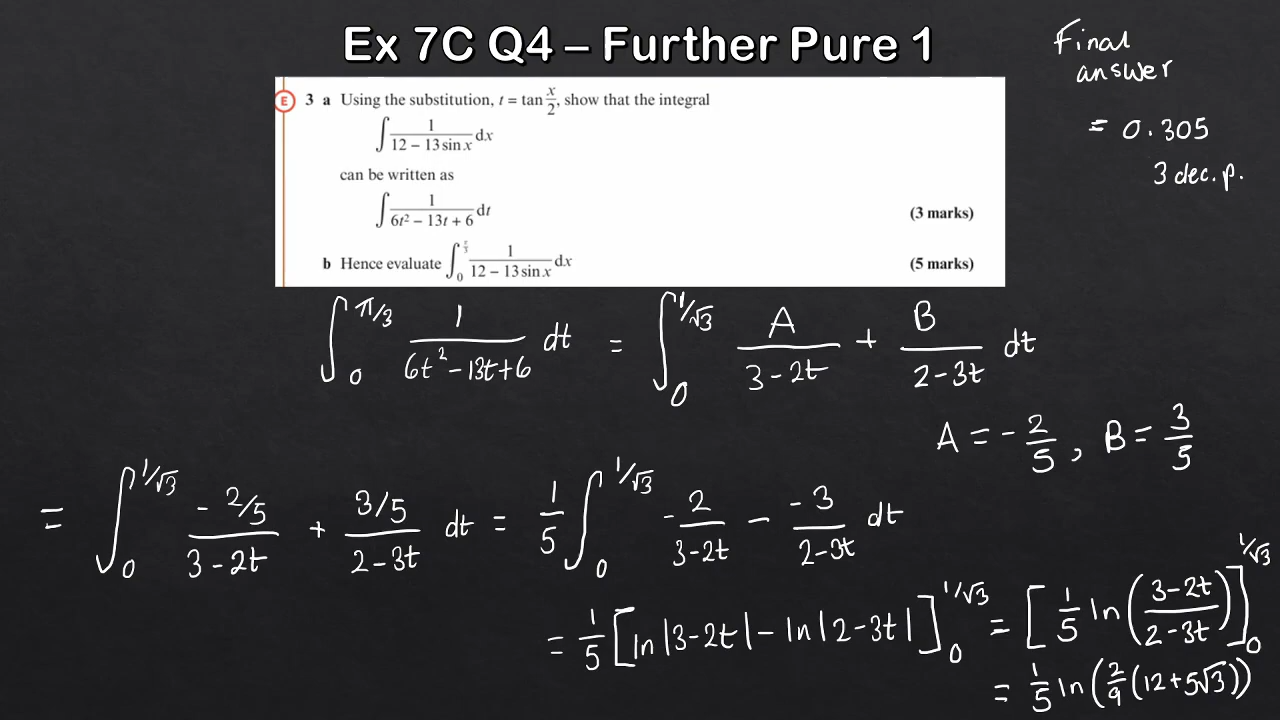 Ex 7C Q4 – Further Pure 1
Final
answer
= 0.305
3 dec. p.
E 3 a Using the substitution, t = tan x/2, show that the integral
∫ 1/(12 − 13 sin x) dx
can be written as
∫ 1/(6t² − 13t + 6) dt (3 marks)
b Hence evaluate ∫₀^(π/3) 1/(12 − 13 sin x) dx (5 marks)
∫₀^(π/3) 1/(6t² − 13t + 6) dt = ∫₀^(1/√3) A/(3 − 2t) + B/(2 − 3t) dt
A = −2/5, B = 3/5
= ∫₀^(1/√3) (−2/5)/(3 − 2t) + (3/5)/(2 − 3t) dt = 1/5 ∫₀^(1/√3) −2/(3 − 2t) − −3/(2 − 3t) dt
= 1/5 [ln|3 − 2t| − ln|2 − 3t|]₀^(1/√3) = [1/5 ln((3 − 2t)/(2 − 3t))]₀^(1/√3)
= 1/5 ln(2/9 (12 + 5√3))